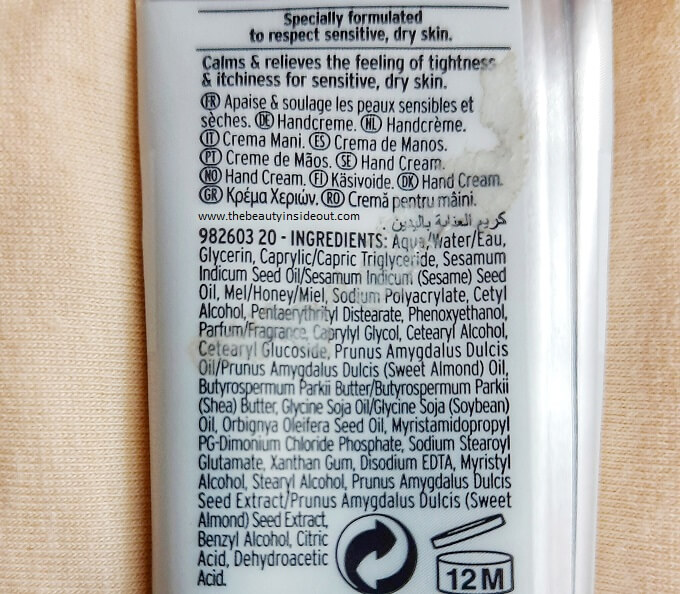 Specially formulated
to respect sensitive, dry skin.
Calms & relieves the feeling of tightness
& itchiness for sensitive, dry skin.
FR Apaise & soulage les peaux sensibles et
sèches. DE Handcreme. NL Handcrème.
IT Crema Mani. ES Crema de Manos.
PT Creme de Mãos. SE Hand Cream.
NO Hand Cream. FI Käsivoide. DK Hand Cream.
GR Κρέμα Χεριών. RO Cremă pentru mâini.
www.thebeautyinsideout.com
كريم العناية باليدين.
982603 20 - INGREDIENTS: Aqua/Water/Eau,
Glycerin, Caprylic/Capric Triglyceride, Sesamum
Indicum Seed Oil/Sesamum Indicum (Sesame) Seed
Oil, Mel/Honey/Miel, Sodium Polyacrylate, Cetyl
Alcohol, Pentaerythrityl Distearate, Phenoxyethanol,
Parfum/Fragrance, Caprylyl Glycol, Cetearyl Alcohol,
Cetearyl Glucoside, Prunus Amygdalus Dulcis
Oil/Prunus Amygdalus Dulcis (Sweet Almond) Oil,
Butyrospermum Parkii Butter/Butyrospermum Parkii
(Shea) Butter, Glycine Soja Oil/Glycine Soja (Soybean)
Oil, Orbignya Oleifera Seed Oil, Myristamidopropyl
PG-Dimonium Chloride Phosphate, Sodium Stearoyl
Glutamate, Xanthan Gum, Disodium EDTA, Myristyl
Alcohol, Stearyl Alcohol, Prunus Amygdalus Dulcis
Seed Extract/Prunus Amygdalus Dulcis (Sweet
Almond) Seed Extract,
Benzyl Alcohol, Citric
Acid, Dehydroacetic
Acid.
12M